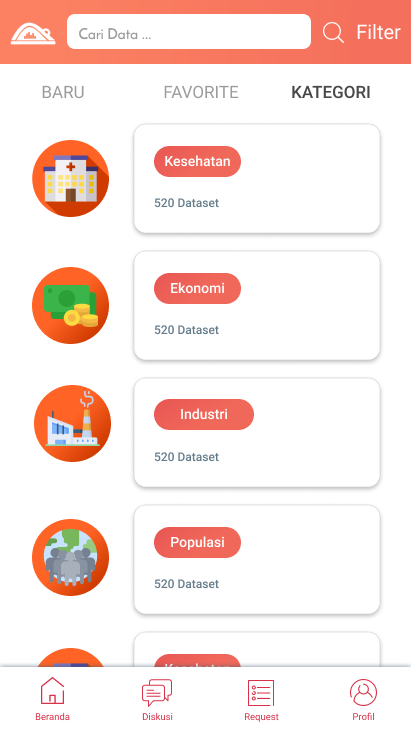 Cari Data ...
Filter
BARU FAVORITE KATEGORI
Kesehatan
520 Dataset
Ekonomi
520 Dataset
Industri
520 Dataset
Populasi
520 Dataset
Beranda Diskusi Request Profil